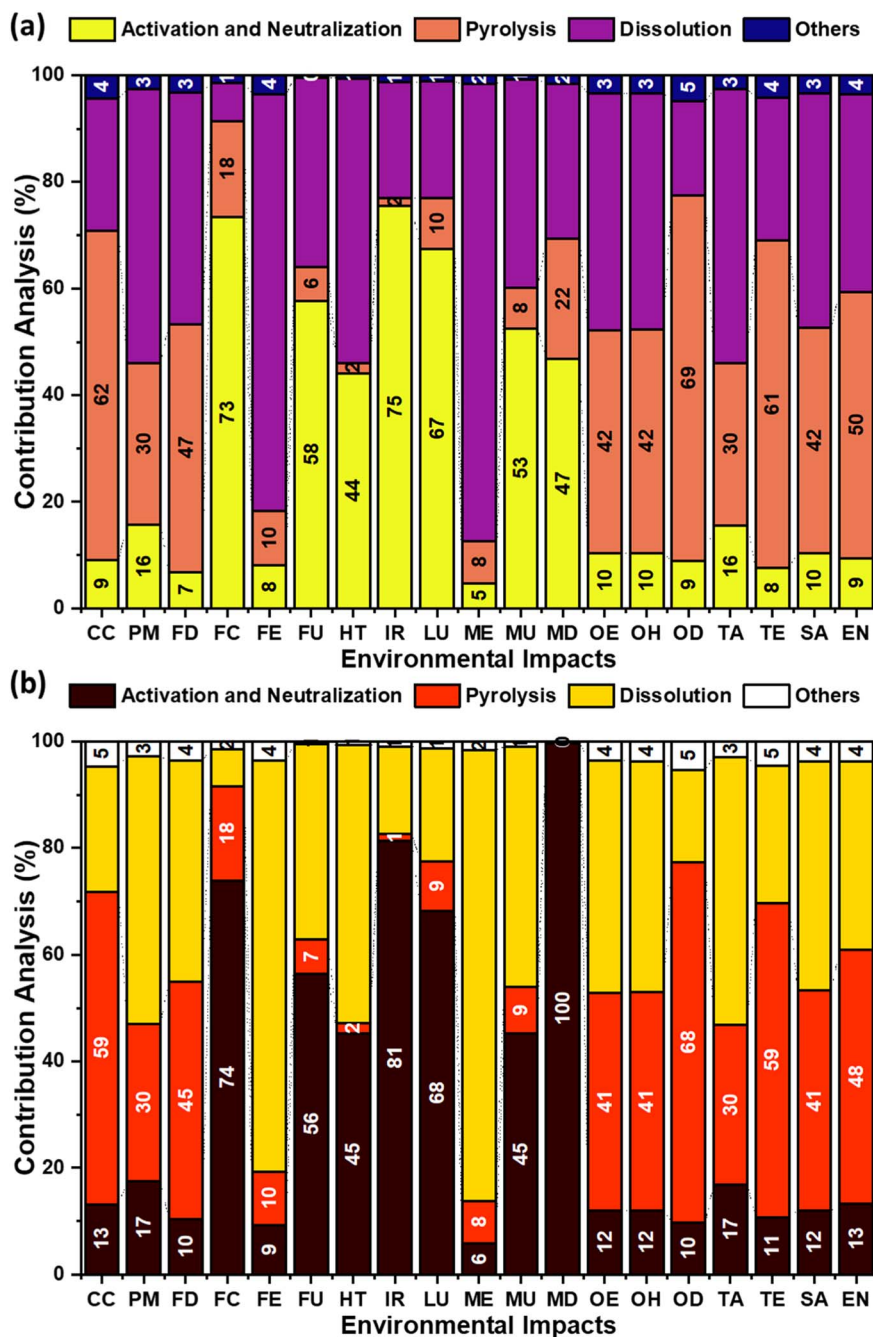 (a)
Activation and Neutralization Pyrolysis Dissolution Others
Contribution Analysis (%)
100
80
60
40
20
0
4 3 3 1 4 0 1 1 1 2 1 2 3 3 5 3 4 3 4
62 30 47 18 10 6 2 2 10 8 8 22 42 42 69 30 61 42 50
9 16 7 73 8 58 44 75 67 5 53 47 10 10 9 16 8 10 9
CC PM FD FC FE FU HT IR LU ME MU MD OE OH OD TA TE SA EN
Environmental Impacts
(b)
Activation and Neutralization Pyrolysis Dissolution Others
Contribution Analysis (%)
100
80
60
40
20
0
5 3 4 2 4 1 2 1 0 4 4 5 3 5 4 4
59 30 45 18 10 7 2 1 9 8 9 41 41 68 30 59 41 48
13 17 10 74 9 56 45 81 68 6 45 100 12 12 10 17 11 12 13
CC PM FD FC FE FU HT IR LU ME MU MD OE OH OD TA TE SA EN
Environmental Impacts